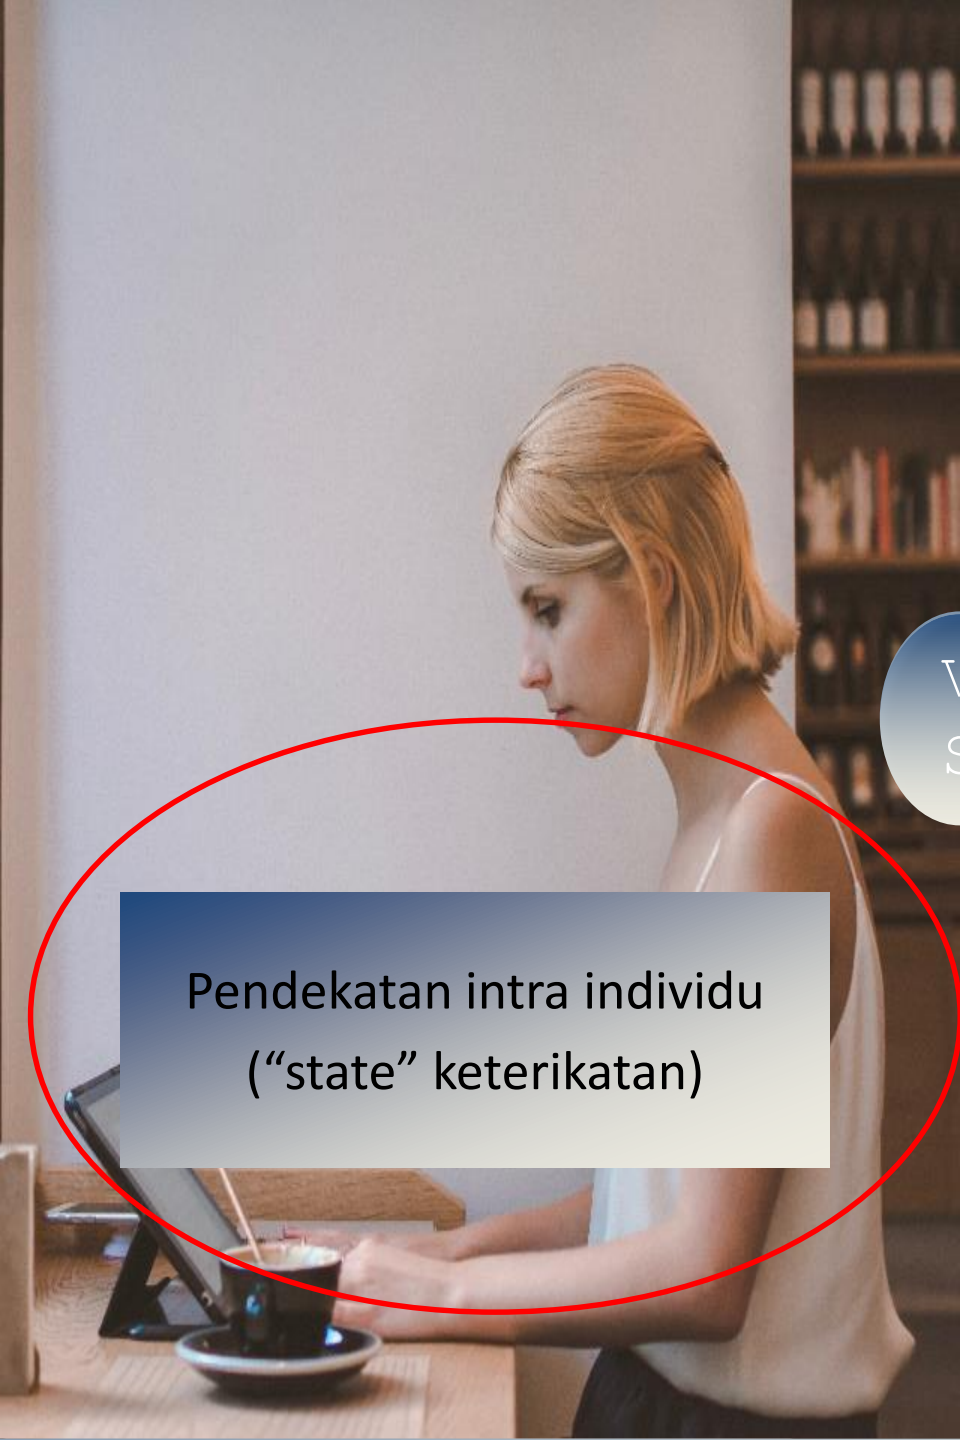 Pendekatan intra individu
(“state” keterikatan)